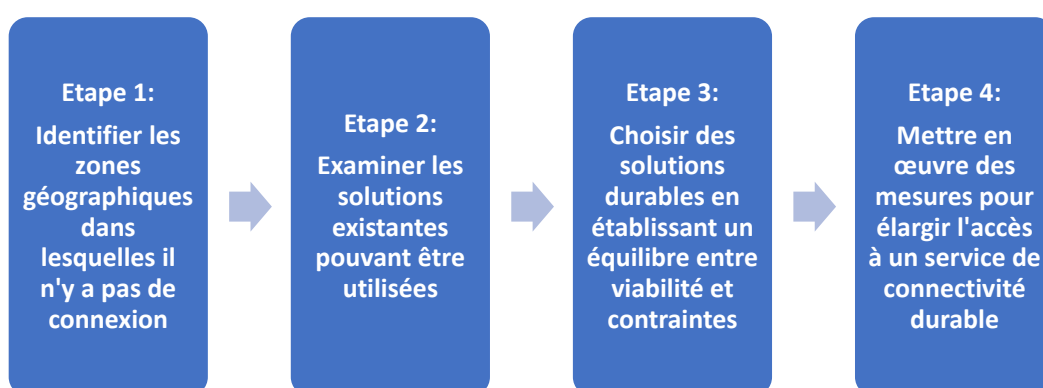 Etape 1:
Identifier les
zones
géographiques
dans
lesquelles il
n'y a pas de
connexion
Etape 2:
Examiner les
solutions
existantes
pouvant être
utilisées
Etape 3:
Choisir des
solutions
durables en
établissant un
équilibre entre
viabilité et
contraintes
Etape 4:
Mettre en
œuvre des
mesures pour
élargir l'accès
à un service de
connectivité
durable